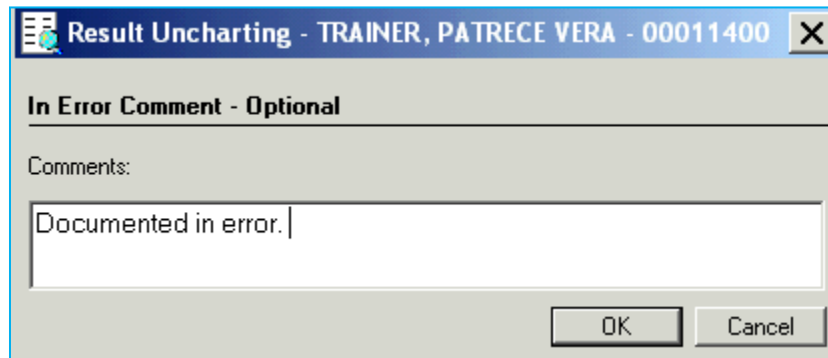 Result Uncharting - TRAINER, PATRECE VERA - 00011400
In Error Comment - Optional
Comments:
Documented in error.
OK Cancel